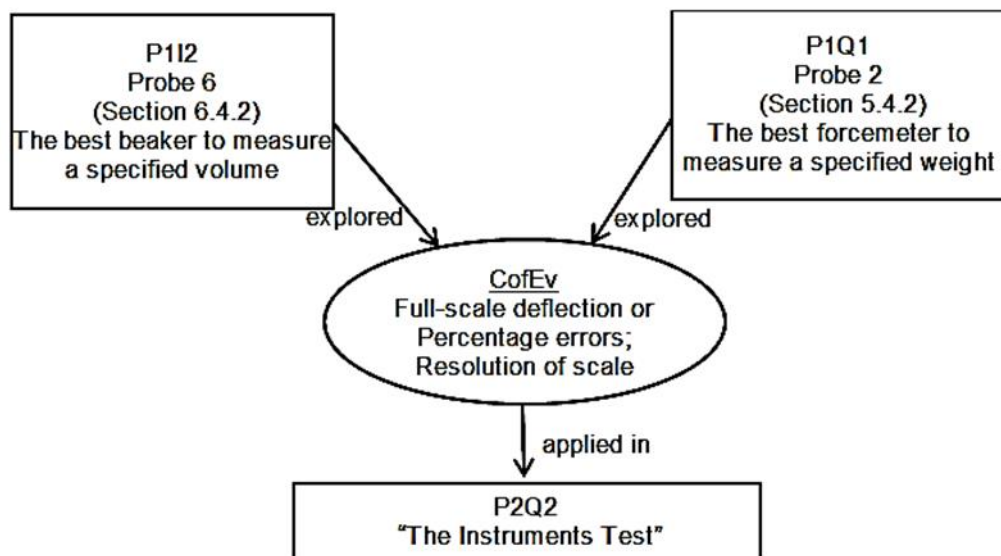 P1I2
Probe 6
(Section 6.4.2)
The best beaker to measure
a specified volume
P1Q1
Probe 2
(Section 5.4.2)
The best forcemeter to
measure a specified weight
explored
explored
CofEv
Full-scale deflection or
Percentage errors;
Resolution of scale
applied in
P2Q2
“The Instruments Test”